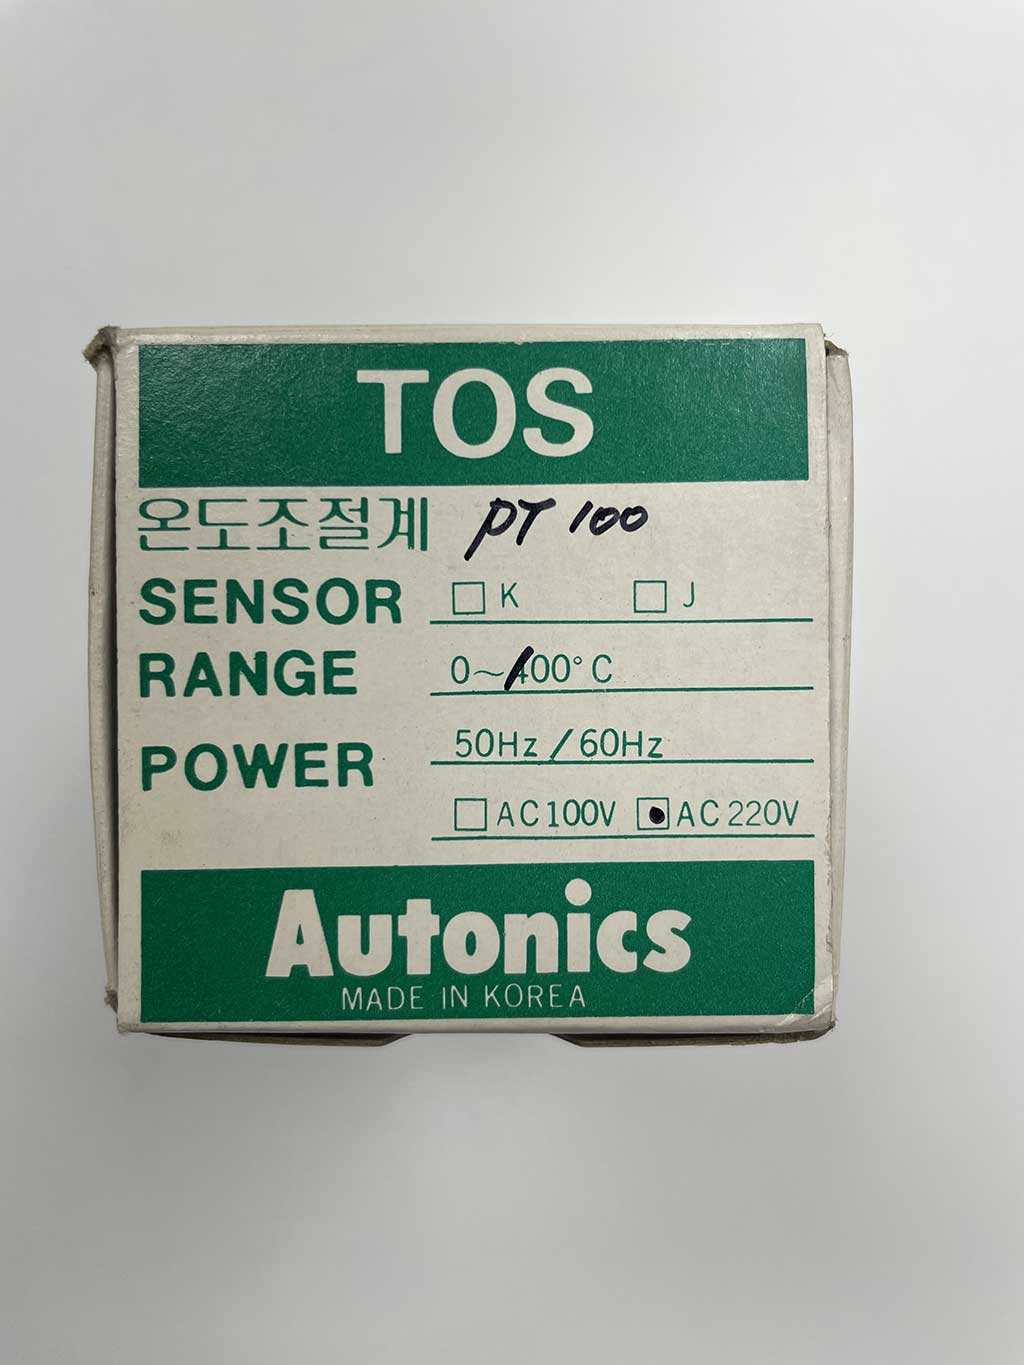 TOS
온도조절계 PT 100
SENSOR □ K □ J
RANGE 0~100°C
POWER 50Hz/60Hz
□ AC100V ▣ AC220V
Autonics
MADE IN KOREA